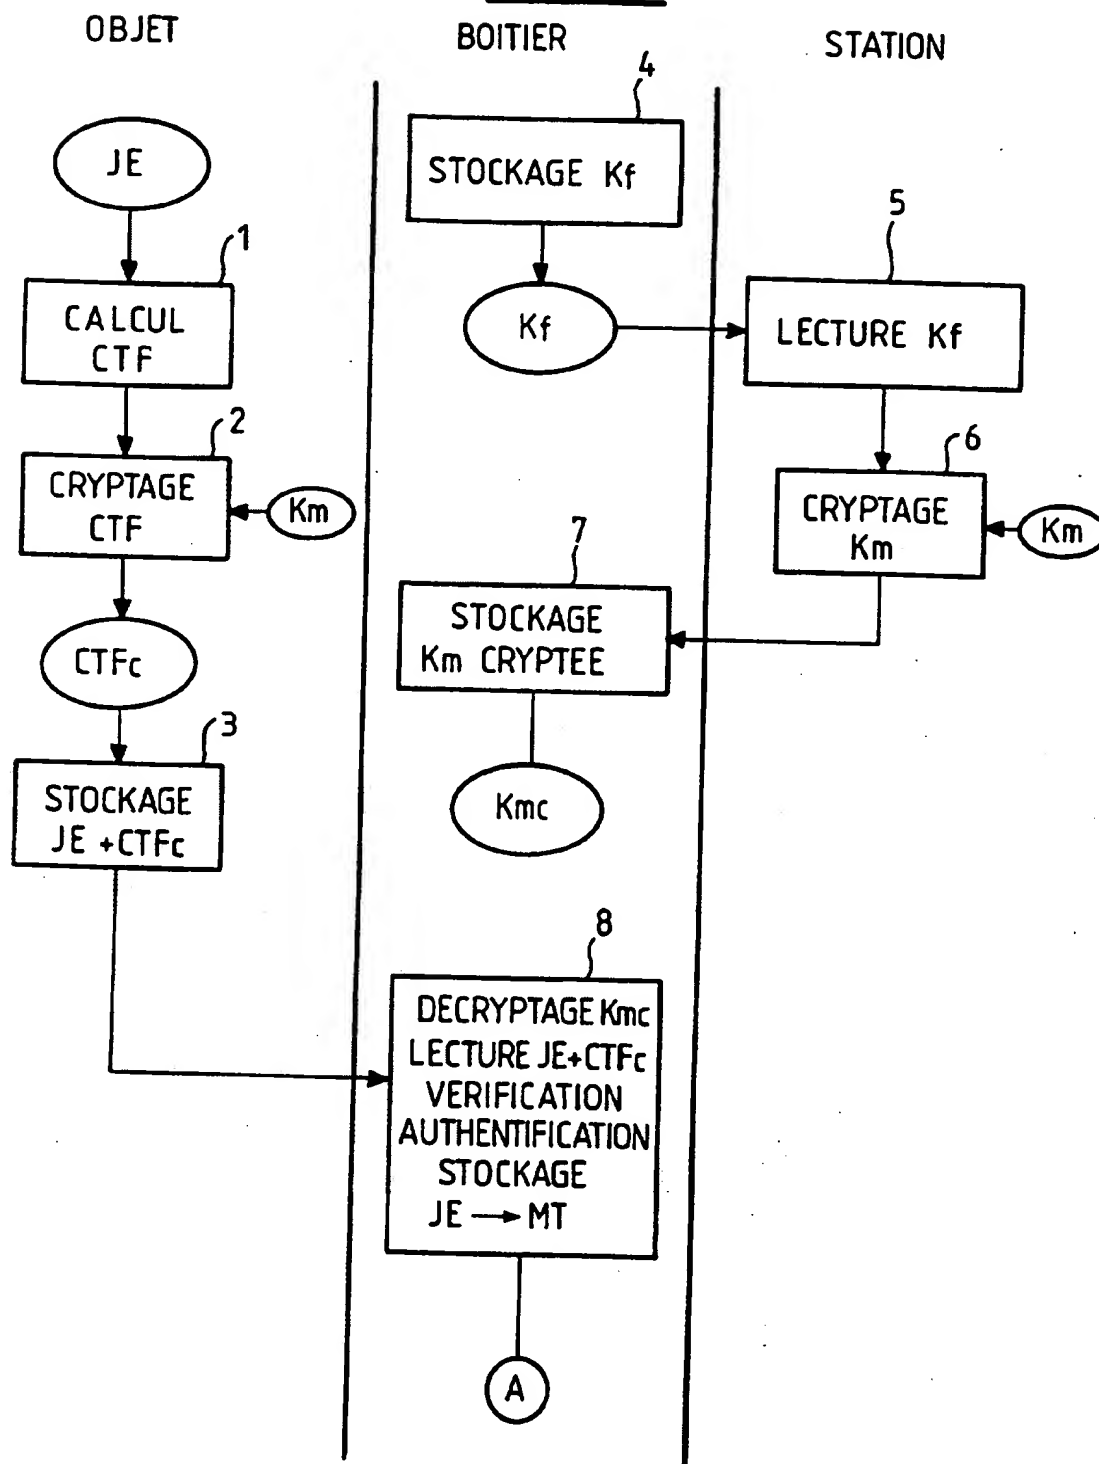 OBJET
BOITIER
STATION
JE
1
CALCUL
CTF
2
CRYPTAGE
CTF
Km
CTFc
3
STOCKAGE
JE +CTFc
4
STOCKAGE Kf
Kf
5
LECTURE Kf
6
CRYPTAGE
Km
Km
7
STOCKAGE
Km CRYPTEE
Kmc
8
DECRYPTAGE Kmc
LECTURE JE+CTFc
VERIFICATION
AUTHENTIFICATION
STOCKAGE
JE → MT
A